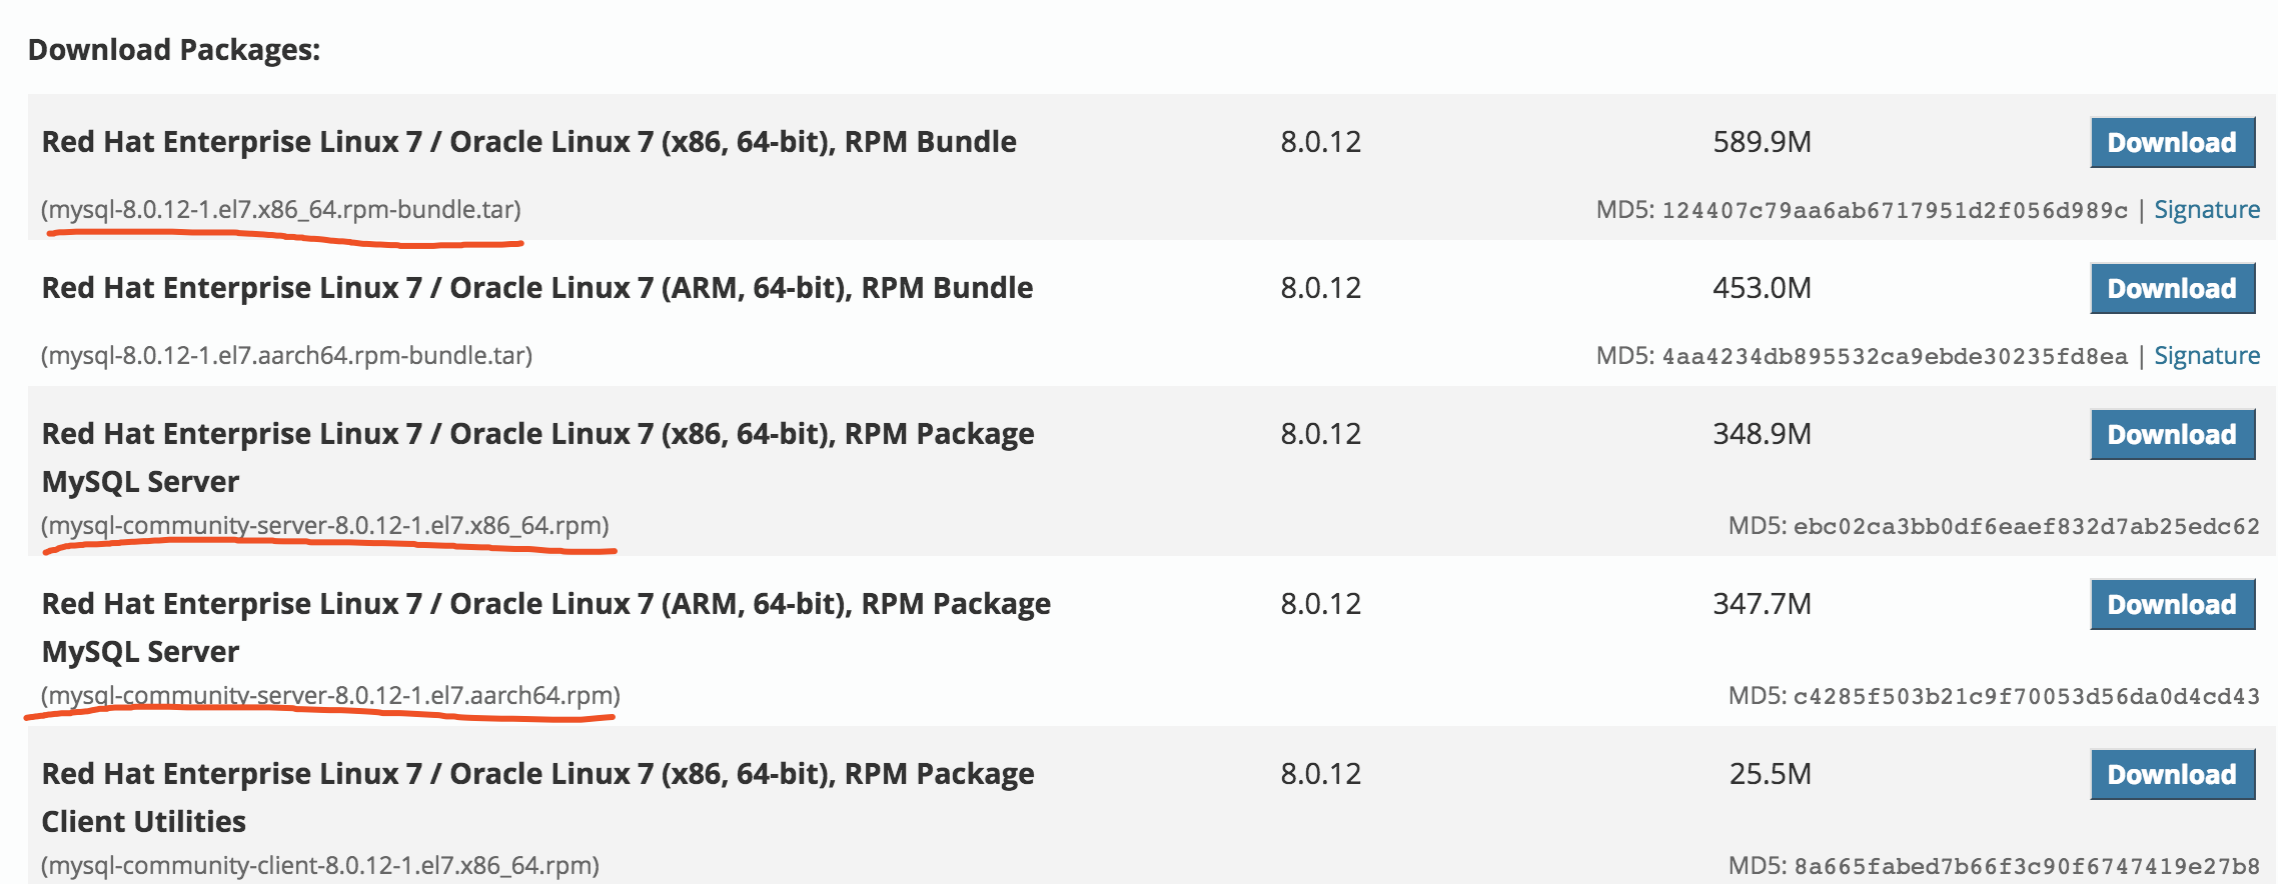 Download Packages:
Red Hat Enterprise Linux 7 / Oracle Linux 7 (x86, 64-bit), RPM Bundle 8.0.12 589.9M Download
(mysql-8.0.12-1.el7.x86_64.rpm-bundle.tar) MD5: 124407c79aa6ab6717951d2f056d989c | Signature
Red Hat Enterprise Linux 7 / Oracle Linux 7 (ARM, 64-bit), RPM Bundle 8.0.12 453.0M Download
(mysql-8.0.12-1.el7.aarch64.rpm-bundle.tar) MD5: 4aa4234db895532ca9ebde30235fd8ea | Signature
Red Hat Enterprise Linux 7 / Oracle Linux 7 (x86, 64-bit), RPM Package 8.0.12 348.9M Download
MySQL Server
(mysql-community-server-8.0.12-1.el7.x86_64.rpm) MD5: ebc02ca3bb0df6eaef832d7ab25edc62
Red Hat Enterprise Linux 7 / Oracle Linux 7 (ARM, 64-bit), RPM Package 8.0.12 347.7M Download
MySQL Server
(mysql-community-server-8.0.12-1.el7.aarch64.rpm) MD5: c4285f503b21c9f70053d56da0d4cd43
Red Hat Enterprise Linux 7 / Oracle Linux 7 (x86, 64-bit), RPM Package 8.0.12 25.5M Download
Client Utilities
(mysql-community-client-8.0.12-1.el7.x86_64.rpm) MD5: 8a665fabed7b66f3c90f6747419e27b8